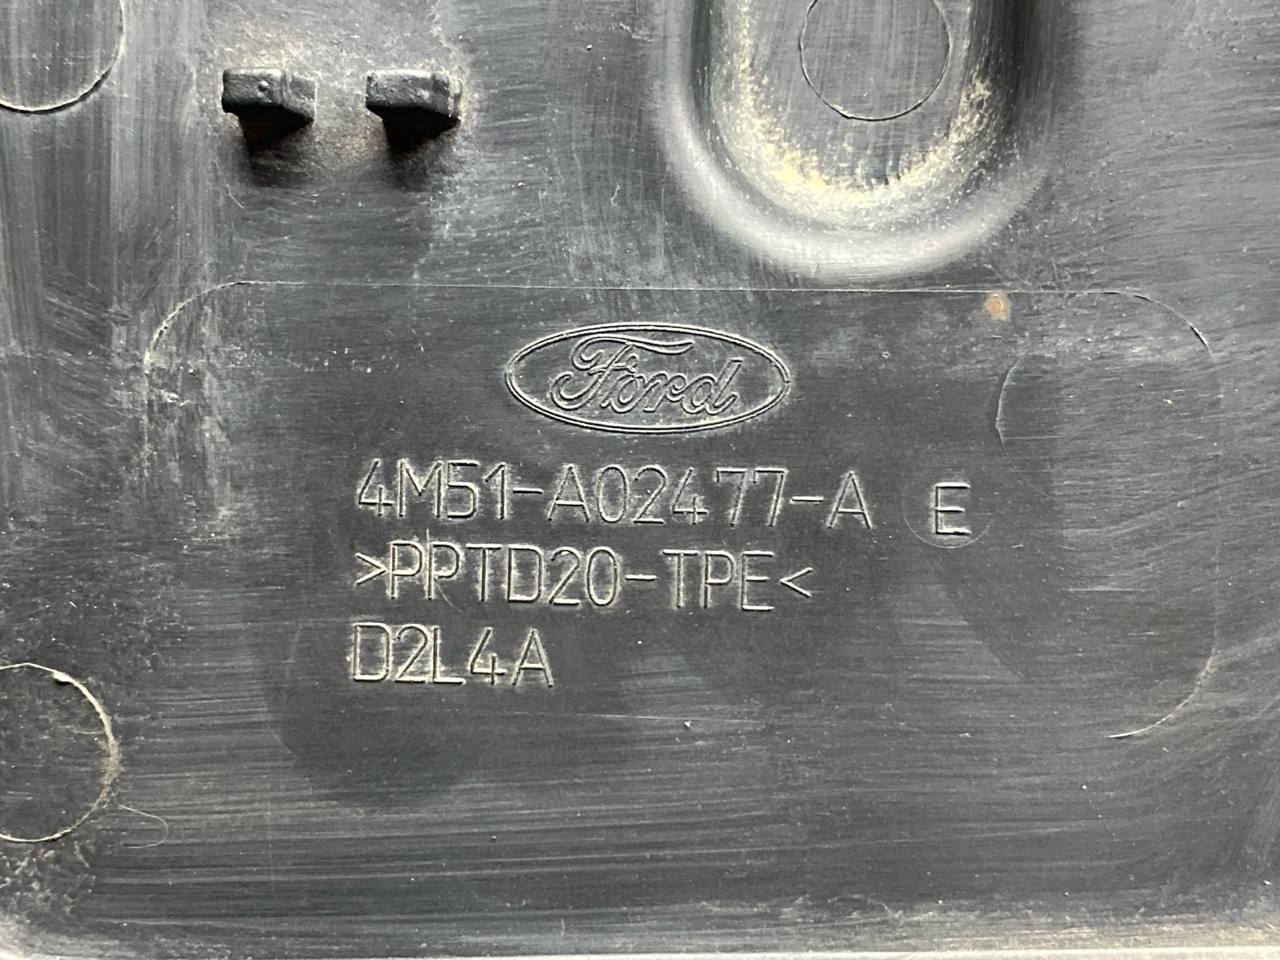 Ford
4M51-A02477-A E
>PPTD20-TPE<
D2L4A